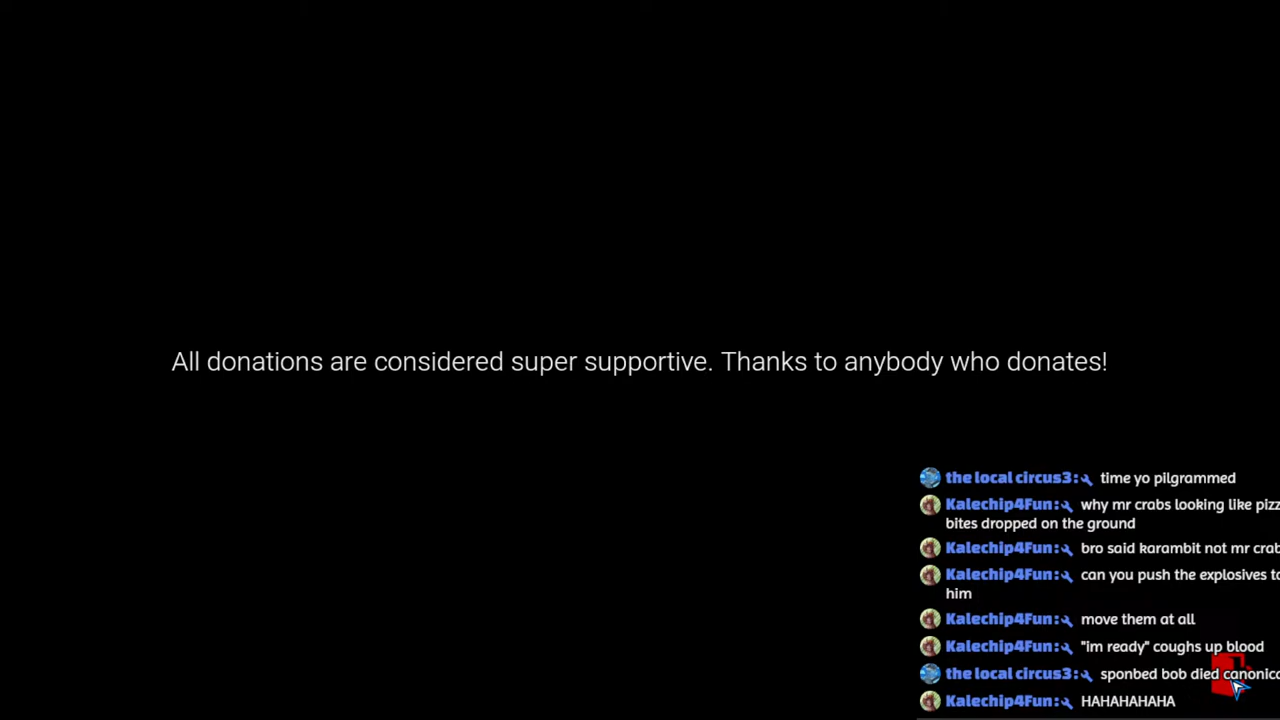 All donations are considered super supportive. Thanks to anybody who donates!
the local circus3: time yo pilgrammed
Kalechip4Fun: why mr crabs looking like pizz
bites dropped on the ground
Kalechip4Fun: bro said karambit not mr crab
Kalechip4Fun: can you push the explosives to
him
Kalechip4Fun: move them at all
Kalechip4Fun: "im ready" coughs up blood
the local circus3: sponbed bob died canonica
Kalechip4Fun: HAHAHAHAHA